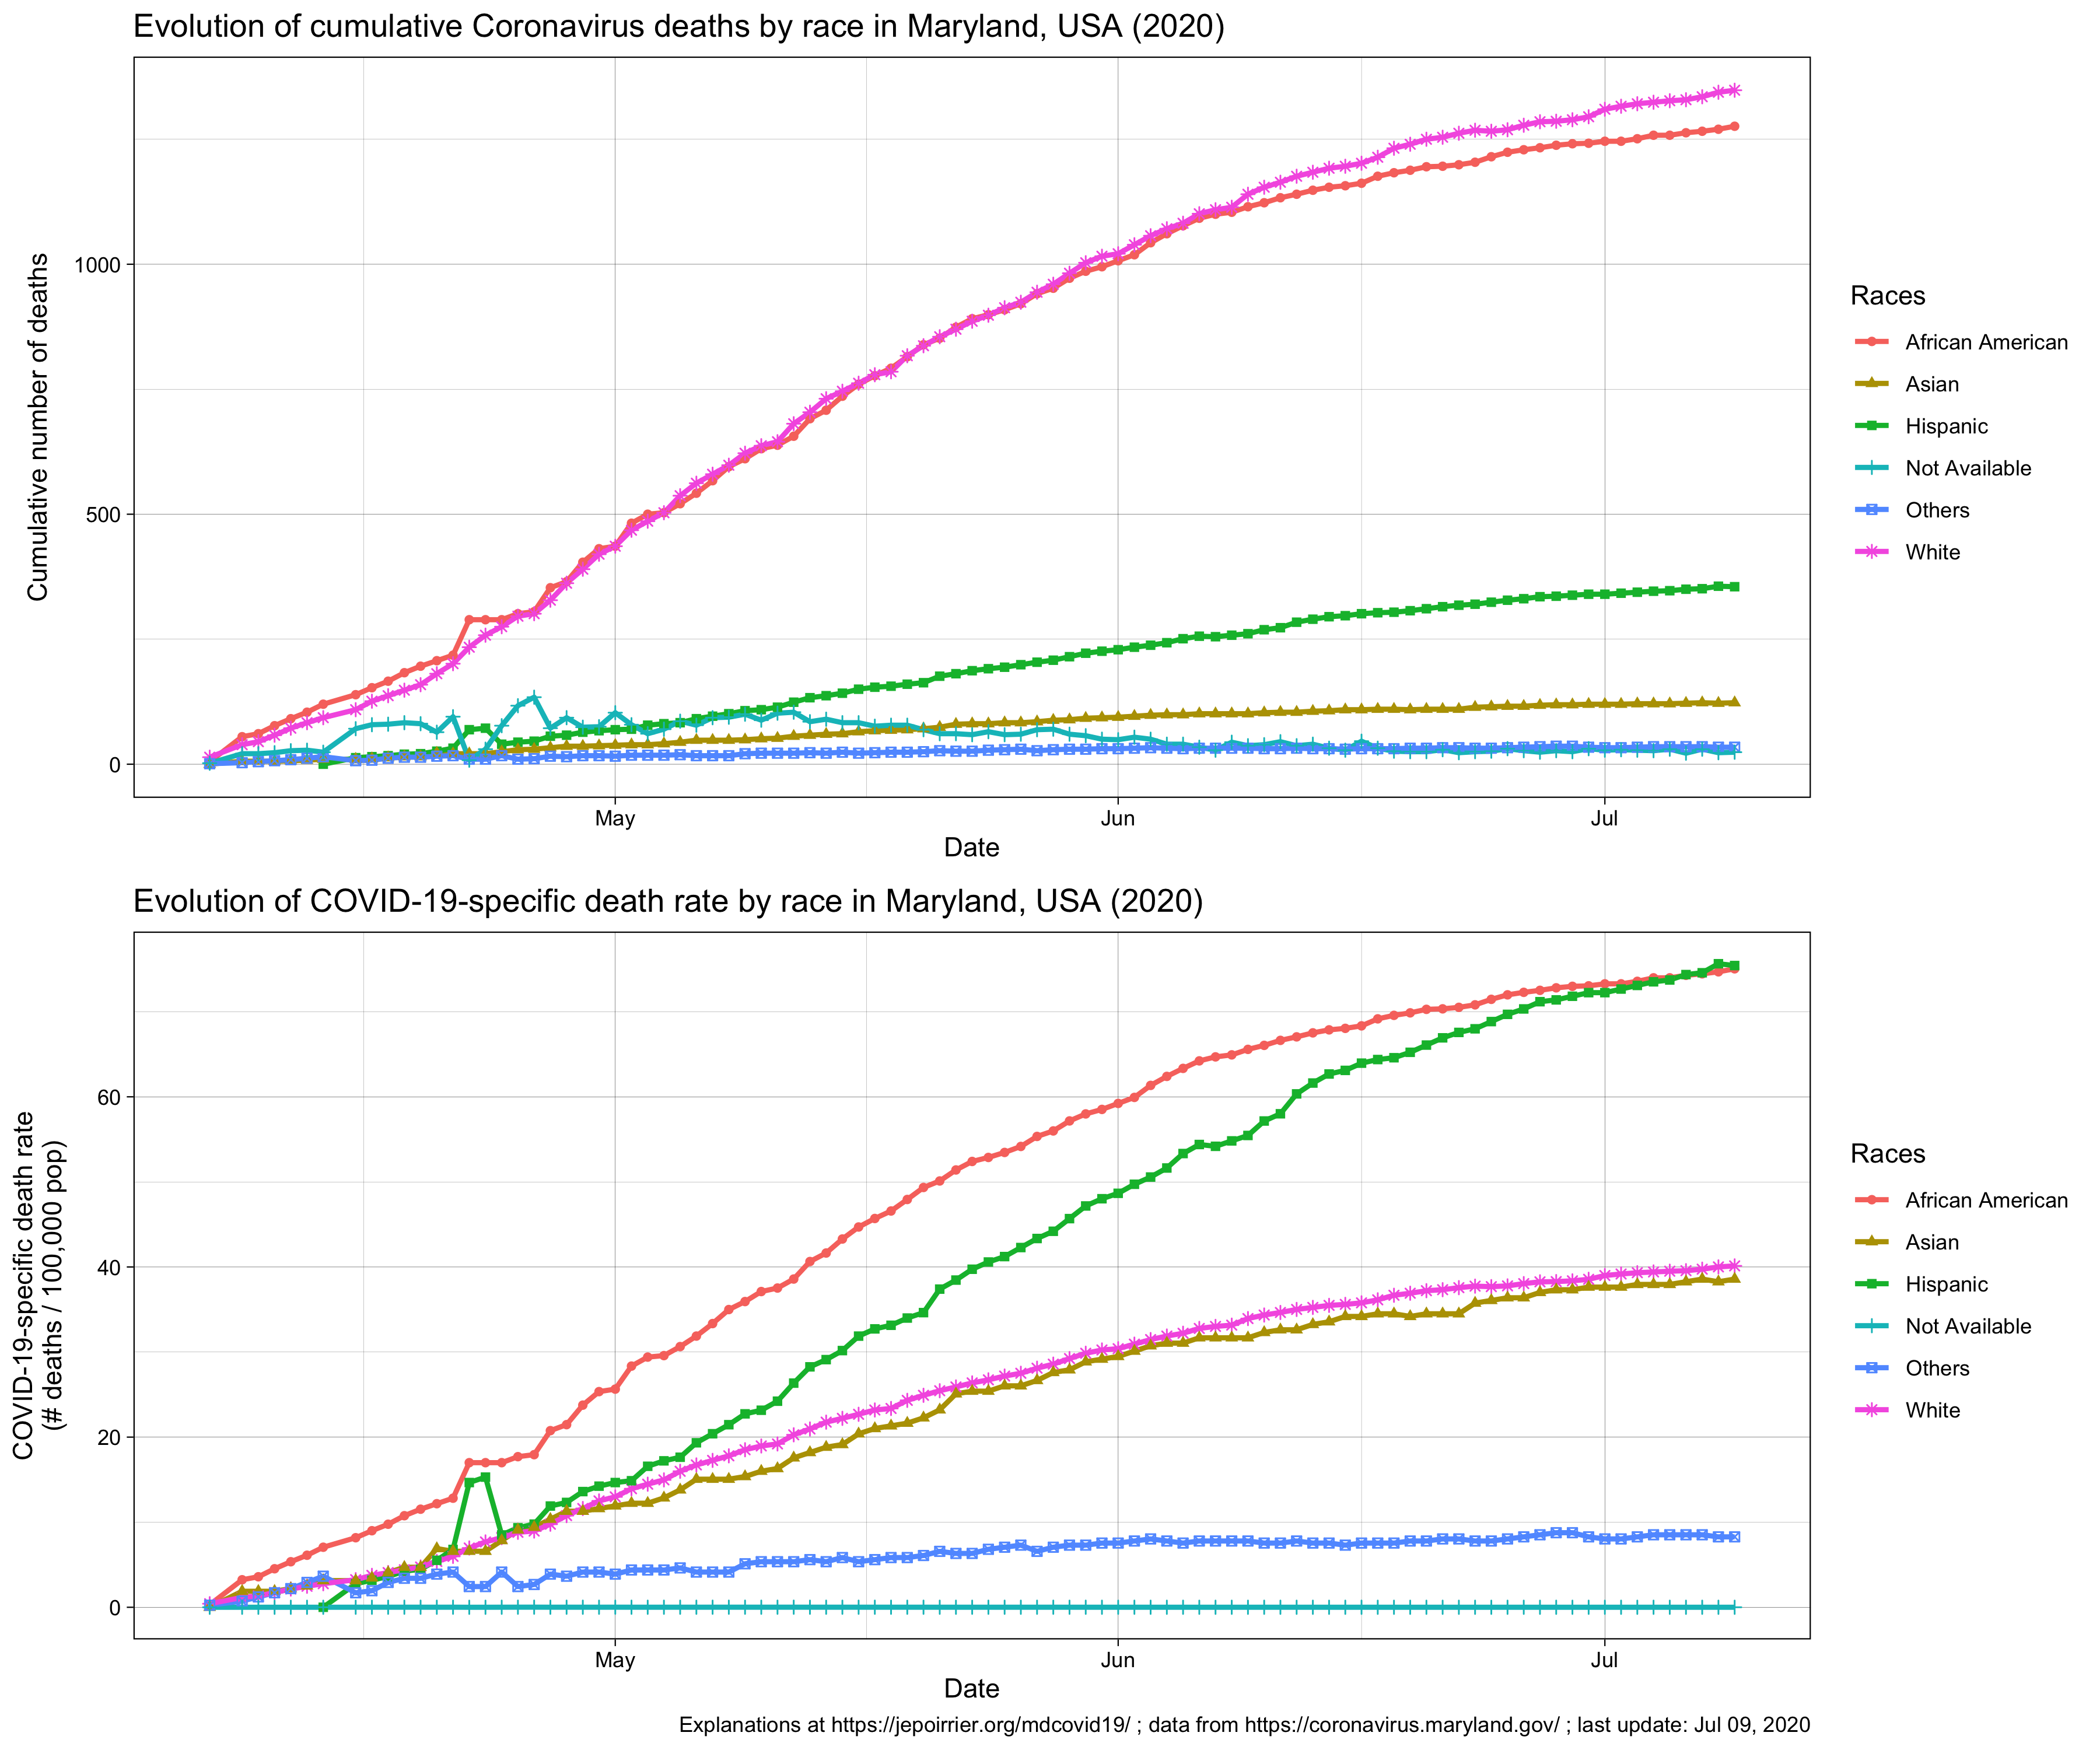 Evolution of cumulative Coronavirus deaths by race in Maryland, USA (2020)
Cumulative number of deaths
1000
500
0
May
Jun
Jul
Date
Races
African American
Asian
Hispanic
Not Available
Others
White
Evolution of COVID-19-specific death rate by race in Maryland, USA (2020)
COVID-19-specific death rate
(# deaths / 100,000 pop)
60
40
20
0
May
Jun
Jul
Date
Races
African American
Asian
Hispanic
Not Available
Others
White
Explanations at https://jepoirrier.org/mdcovid19/ ; data from https://coronavirus.maryland.gov/ ; last update: Jul 09, 2020